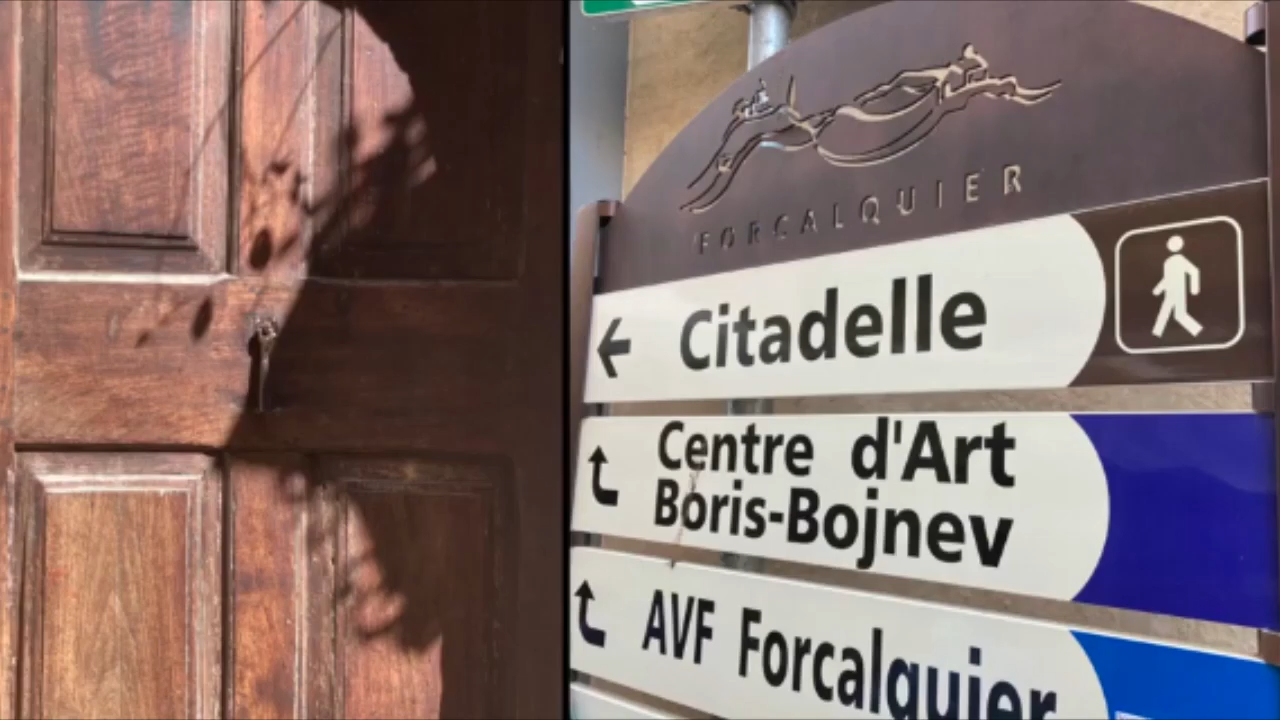 FORCALQUIER
Citadelle
Centre d'Art
Boris-Bojnev
AVF Forcalquier